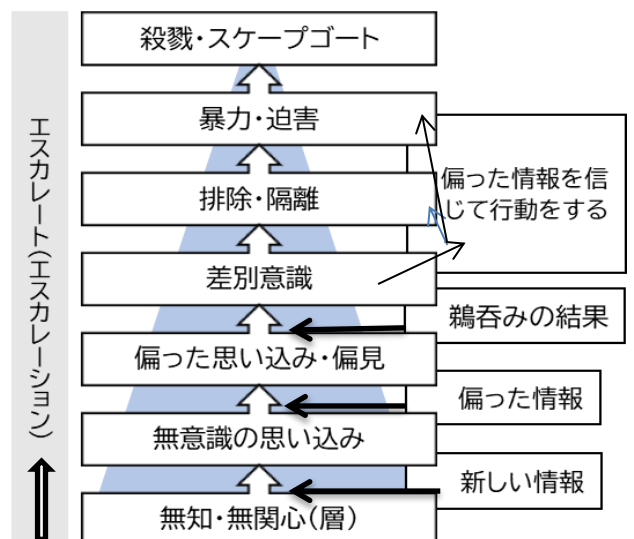 殺戮・スケープゴート
暴力・迫害
排除・隔離
差別意識
偏った思い込み・偏見
無意識の思い込み
無知・無関心(層)
エスカレート(エスカレーション)
偏った情報を信
じて行動をする
鵜呑みの結果
偏った情報
新しい情報